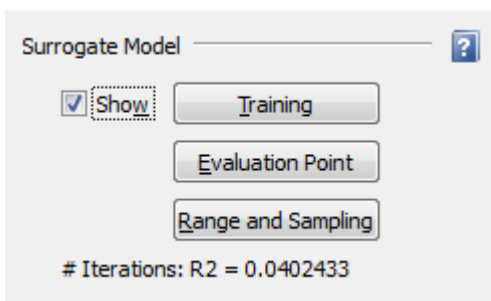 Surrogate Model ?
Show Training
Evaluation Point
Range and Sampling
# Iterations: R2 = 0.0402433